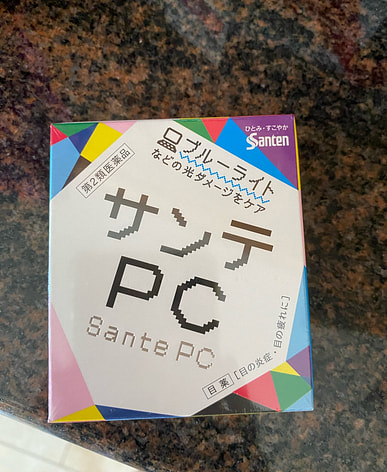 ひとみ・すこやか
Santen
ブルーライト
などの光ダメージをケア
第2類医薬品
サンテ
PC
Sante PC
目薬 [目の炎症・目の疲れに]